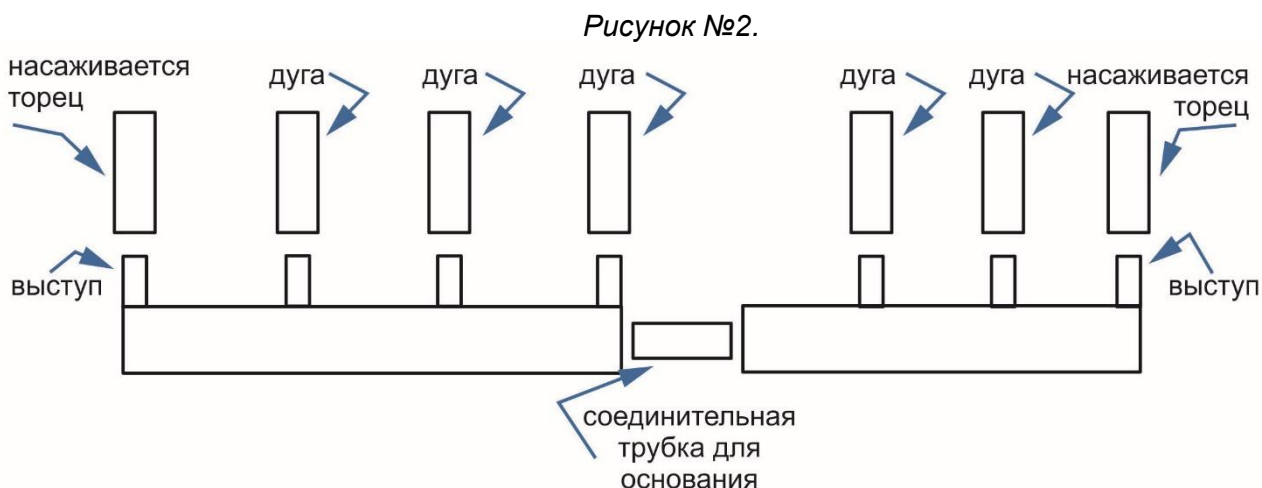 Рисунок №2.
насаживается
торец
дуга
дуга
дуга
дуга
дуга
насаживается
торец
выступ
выступ
соединительная
трубка для
основания